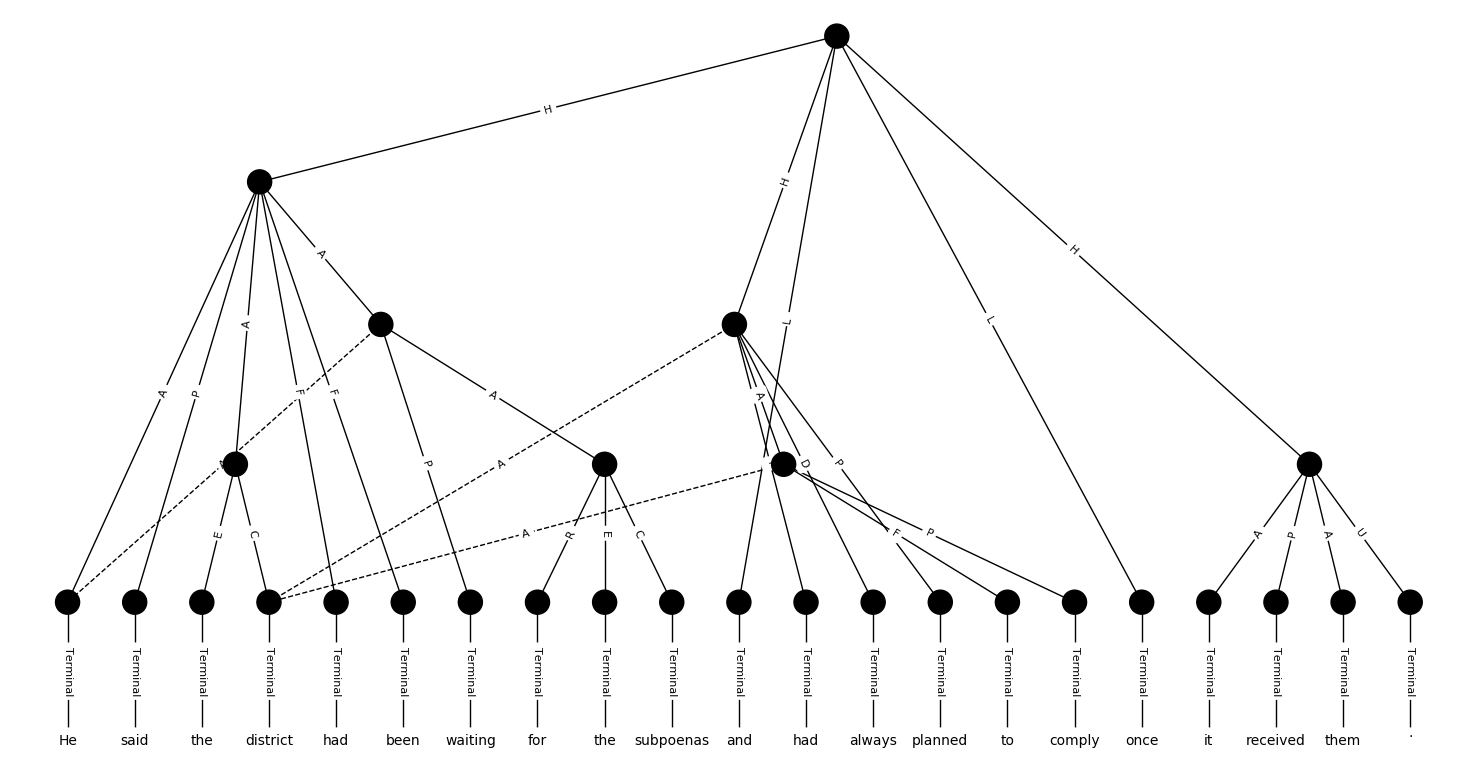 H
H
A
L
H
A
L
A
A
P
F
F
A
A
A
P
A
D
P
E
C
A
R
E
C
F
P
A
P
A
U
Terminal Terminal Terminal Terminal Terminal Terminal Terminal Terminal Terminal Terminal Terminal Terminal Terminal Terminal Terminal Terminal Terminal Terminal Terminal Terminal Terminal
He said the district had been waiting for the subpoenas and had always planned to comply once it received them .